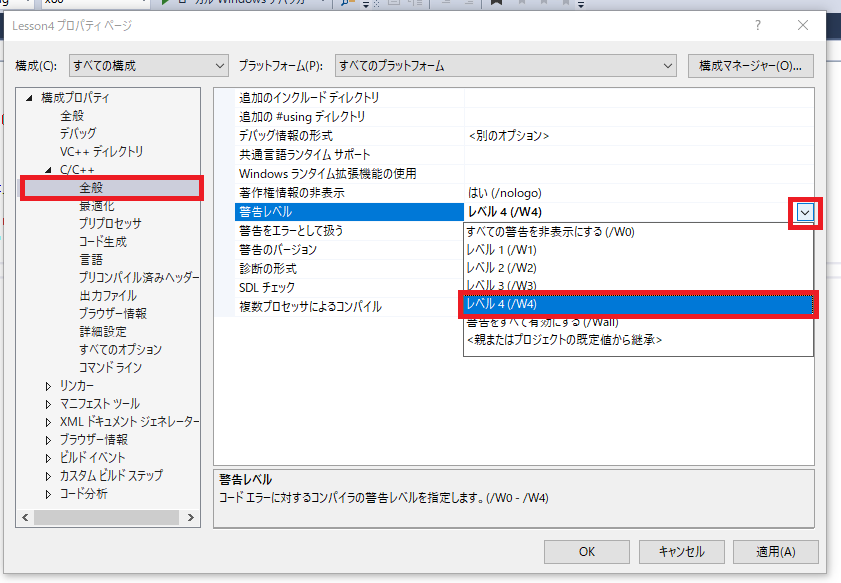 x86
Lesson4 プロパティ ページ
?
構成(C):
すべての構成
プラットフォーム(P):
すべてのプラットフォーム
構成マネージャー(O)...
構成プロパティ
全般
デバッグ
VC++ ディレクトリ
C/C++
全般
最適化
プリプロセッサ
コード生成
言語
プリコンパイル済みヘッダー
出力ファイル
ブラウザー情報
詳細設定
すべてのオプション
コマンド ライン
リンカー
マニフェスト ツール
XML ドキュメント ジェネレーター
ブラウザー情報
ビルド イベント
カスタム ビルド ステップ
コード分析
追加のインクルード ディレクトリ
追加の #using ディレクトリ
デバッグ情報の形式 <別のオプション>
共通言語ランタイム サポート
Windows ランタイム拡張機能の使用
著作権情報の非表示 はい (/nologo)
警告レベル レベル 4 (/W4)
警告をエラーとして扱う
警告のバージョン
診断の形式
SDL チェック
複数プロセッサによるコンパイル
すべての警告を非表示にする (/W0)
レベル 1 (/W1)
レベル 2 (/W2)
レベル 3 (/W3)
レベル 4 (/W4)
警告をすべて有効にする (/Wall)
<親またはプロジェクトの既定値から継承>
警告レベル
コード エラーに対するコンパイラの警告レベルを指定します。(/W0 - /W4)
OK
キャンセル
適用(A)